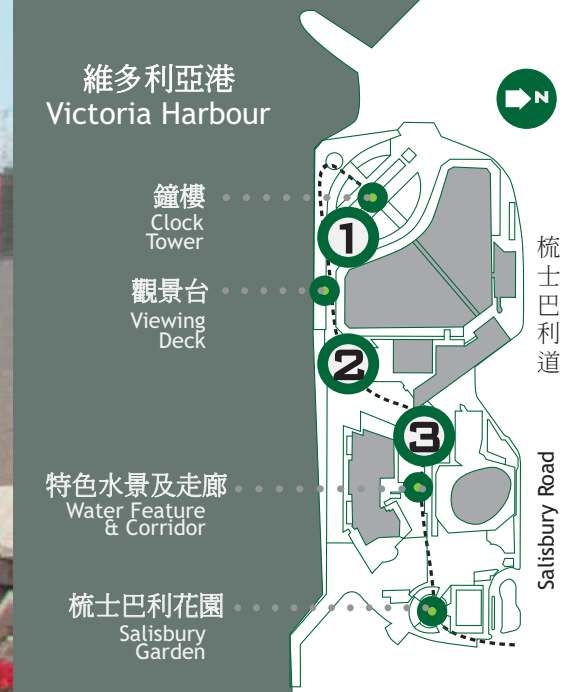 維多利亞港
Victoria Harbour
N
鐘樓
Clock
Tower
1
觀景台
Viewing
Deck
2
3
特色水景及走廊
Water Feature
& Corridor
梳士巴利花園
Salisbury
Garden
梳士巴利道
Salisbury Road